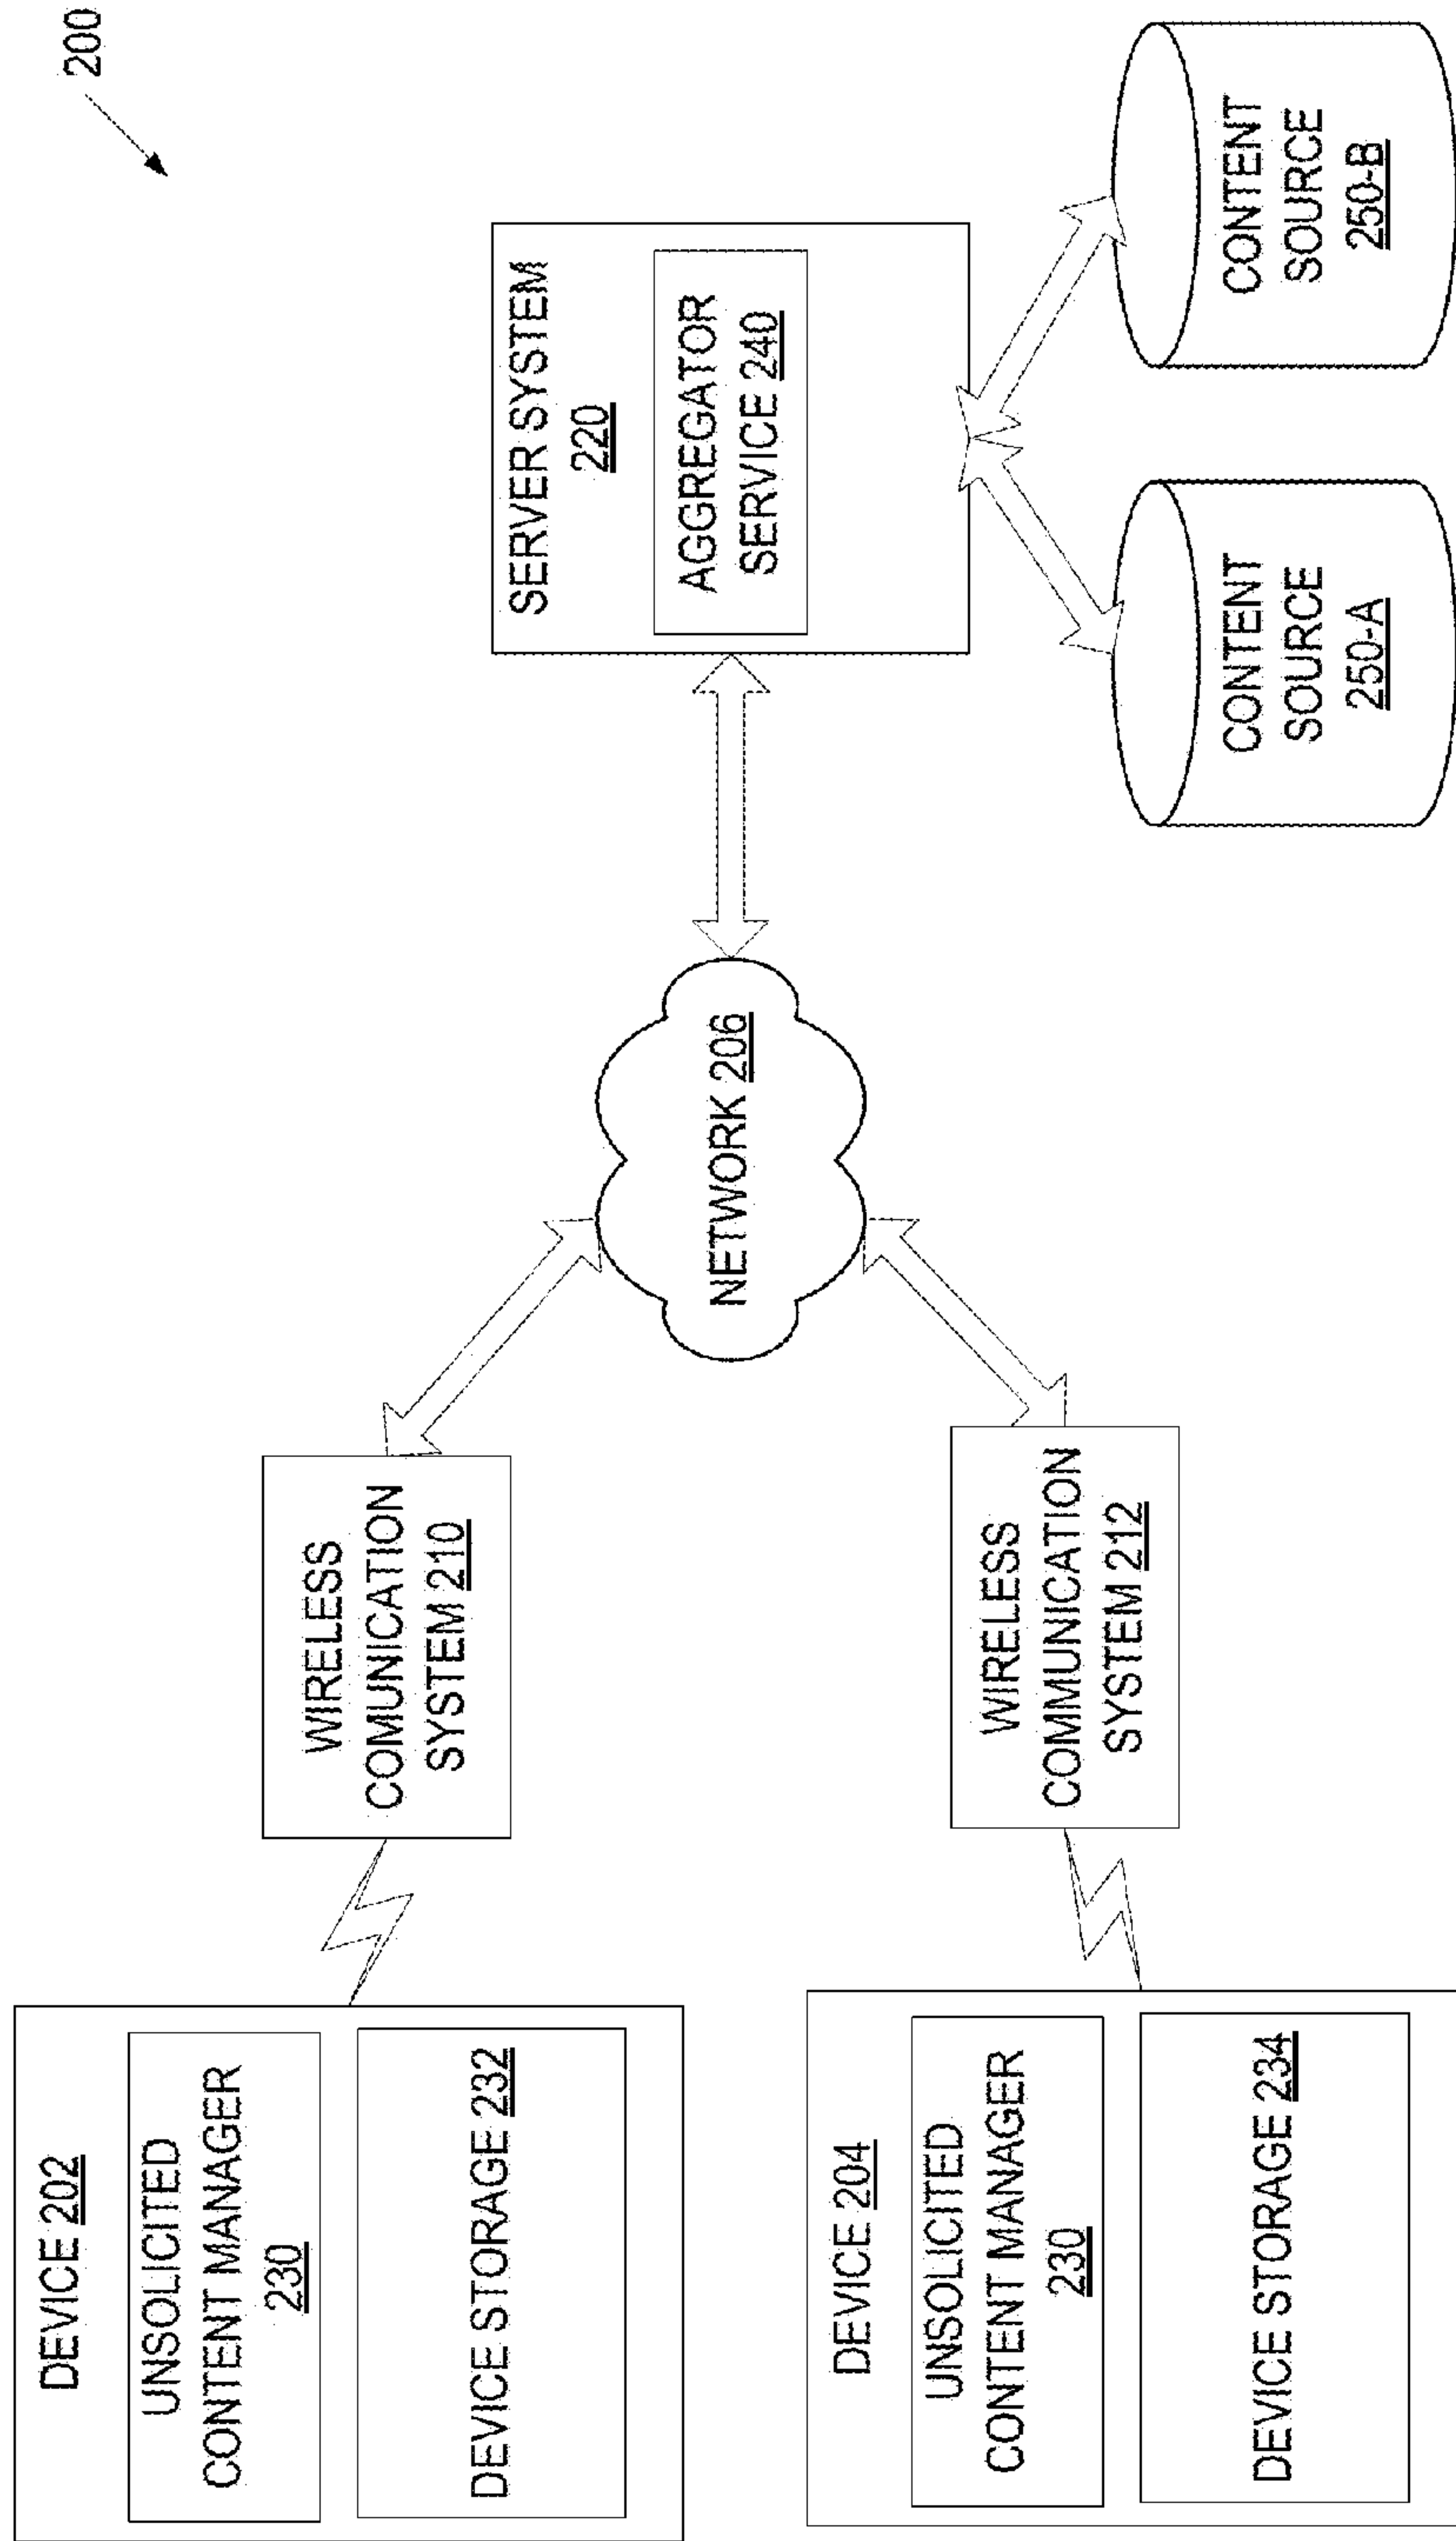 200
DEVICE 202
UNSOLICITED
CONTENT MANAGER
230
DEVICE STORAGE 232
WIRELESS
COMUNICATION
SYSTEM 210
NETWORK 206
SERVER SYSTEM
220
AGGREGATOR
SERVICE 240
DEVICE 204
UNSOLICITED
CONTENT MANAGER
230
DEVICE STORAGE 234
WIRELESS
COMMUNICATION
SYSTEM 212
CONTENT
SOURCE
250-A
CONTENT
SOURCE
250-B